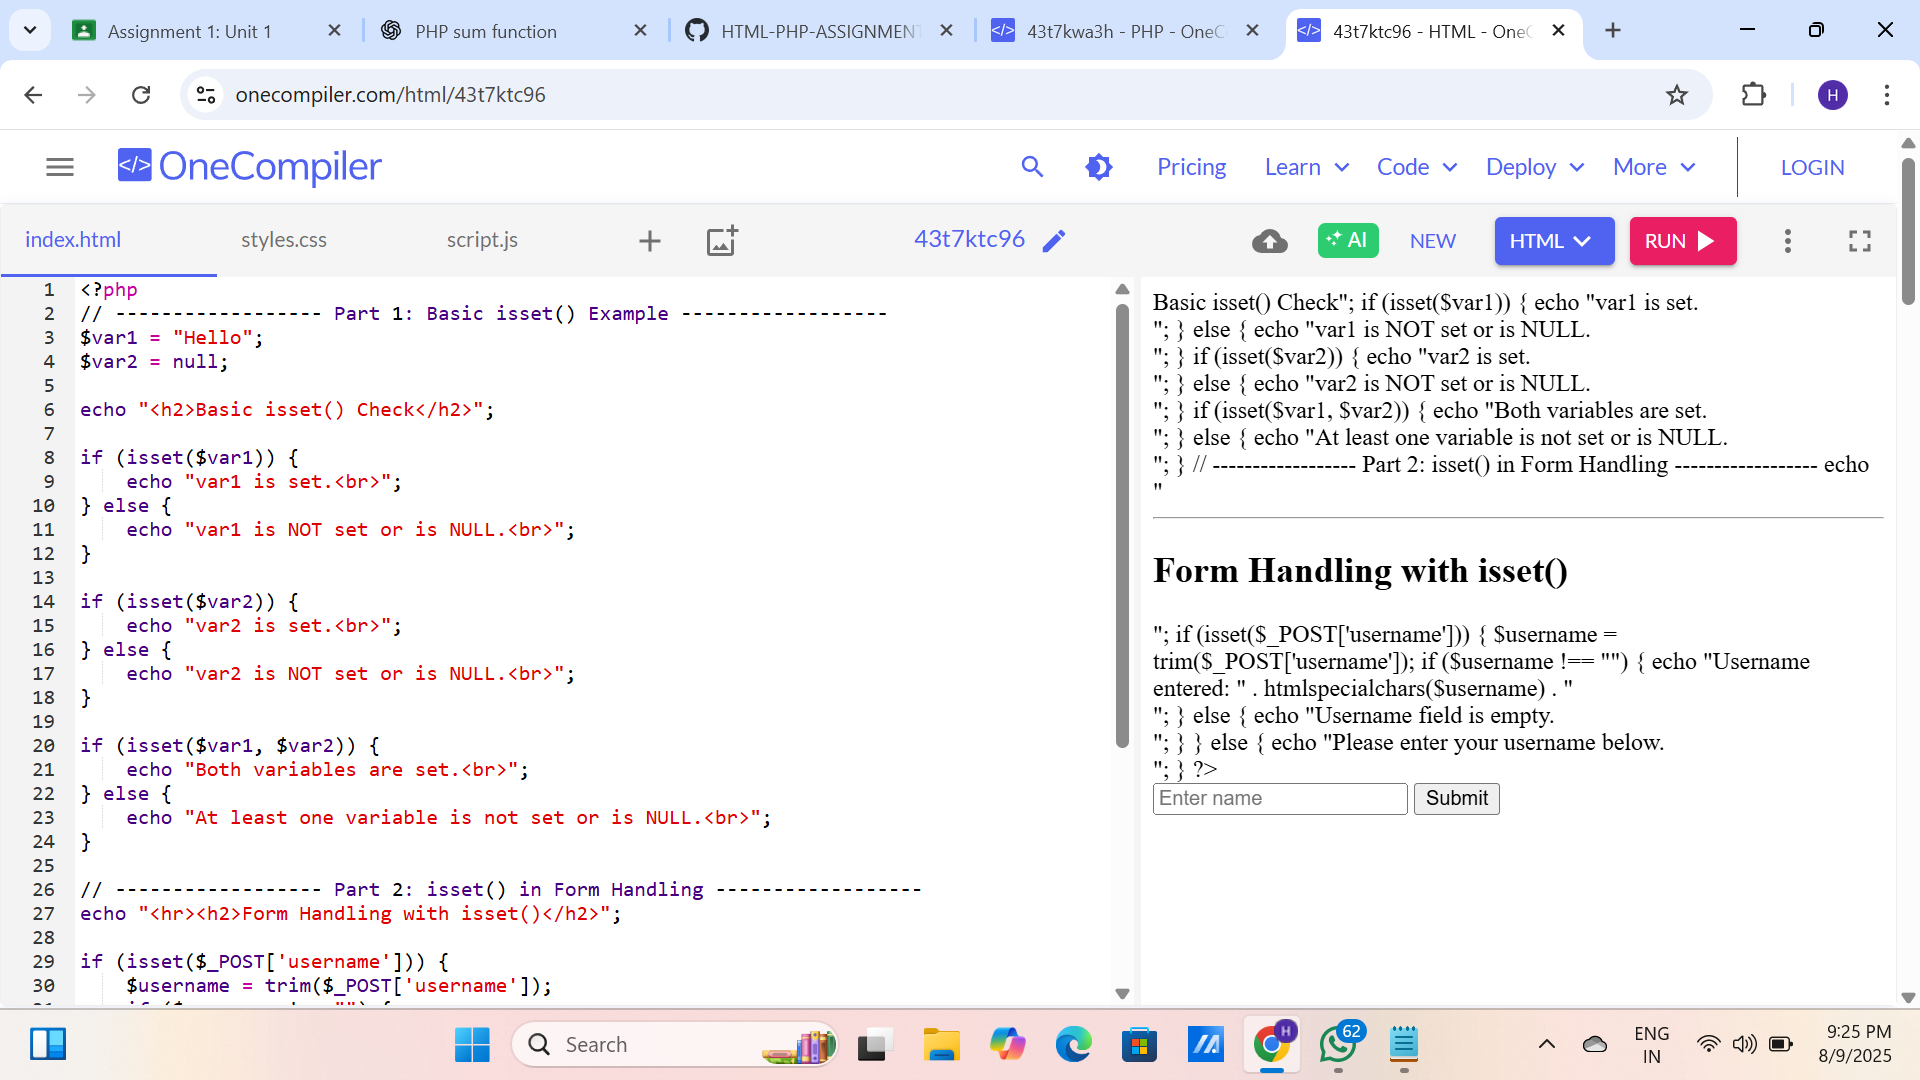 Assignment 1: Unit 1
PHP sum function
HTML-PHP-ASSIGNMENT
43t7kwa3h - PHP - OneC
43t7ktc96 - HTML - OneC
onecompiler.com/html/43t7ktc96
H
</> OneCompiler
Pricing
Learn
Code
Deploy
More
LOGIN
index.html
styles.css
script.js
43t7ktc96
AI
NEW
HTML
RUN
1 <?php
2 // ------------------ Part 1: Basic isset() Example ------------------
3 $var1 = "Hello";
4 $var2 = null;
5
6 echo "<h2>Basic isset() Check</h2>";
7
8 if (isset($var1)) {
9 echo "var1 is set.<br>";
10 } else {
11 echo "var1 is NOT set or is NULL.<br>";
12 }
13
14 if (isset($var2)) {
15 echo "var2 is set.<br>";
16 } else {
17 echo "var2 is NOT set or is NULL.<br>";
18 }
19
20 if (isset($var1, $var2)) {
21 echo "Both variables are set.<br>";
22 } else {
23 echo "At least one variable is not set or is NULL.<br>";
24 }
25
26 // ------------------ Part 2: isset() in Form Handling ------------------
27 echo "<hr><h2>Form Handling with isset()</h2>";
28
29 if (isset($_POST['username'])) {
30 $username = trim($_POST['username']);
Basic isset() Check"; if (isset($var1)) { echo "var1 is set.
"; } else { echo "var1 is NOT set or is NULL.
"; } if (isset($var2)) { echo "var2 is set.
"; } else { echo "var2 is NOT set or is NULL.
"; } if (isset($var1, $var2)) { echo "Both variables are set.
"; } else { echo "At least one variable is not set or is NULL.
"; } // ------------------ Part 2: isset() in Form Handling ------------------ echo
"
Form Handling with isset()
"; if (isset($_POST['username'])) { $username =
trim($_POST['username']); if ($username !== "") { echo "Username
entered: " . htmlspecialchars($username) . "
"; } else { echo "Username field is empty.
"; } } else { echo "Please enter your username below.
"; } ?>
Enter name
Submit
Search
H
62
ENG
IN
9:25 PM
8/9/2025